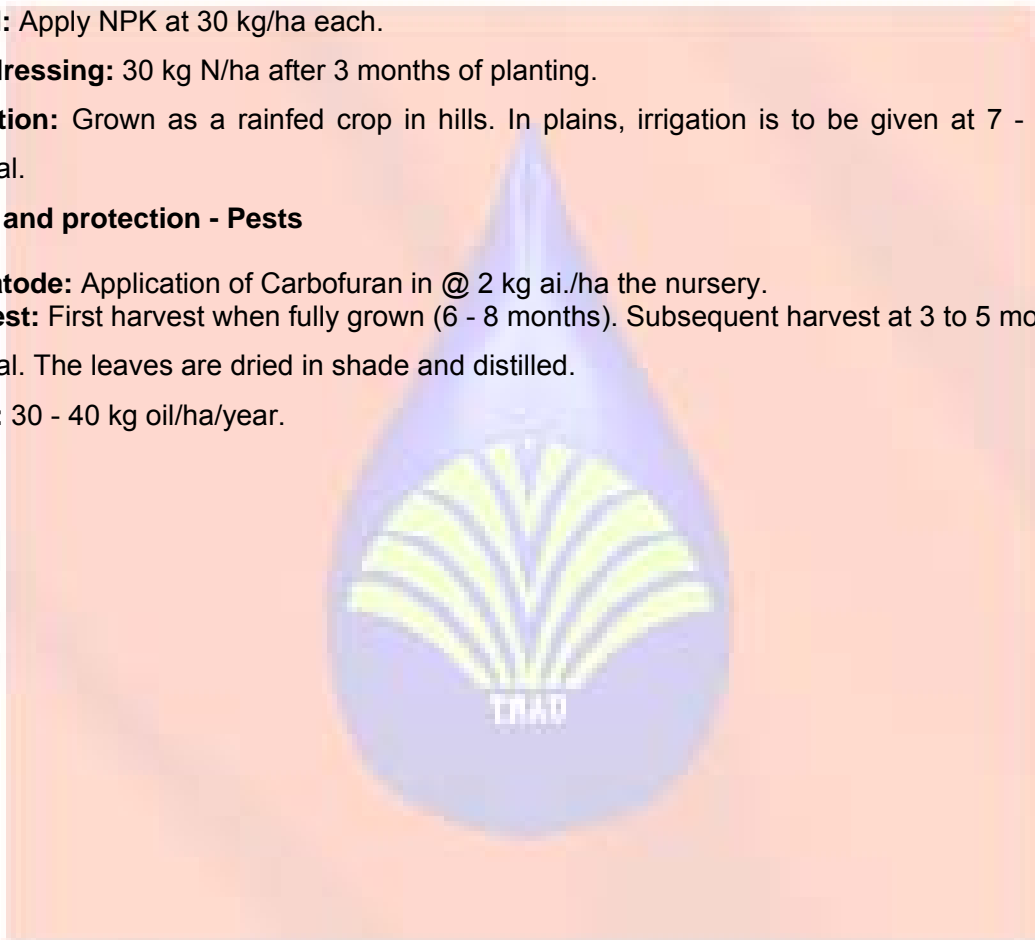 : Apply NPK at 30 kg/ha each.
dressing: 30 kg N/ha after 3 months of planting.
tion: Grown as a rainfed crop in hills. In plains, irrigation is to be given at 7 -
al.
and protection - Pests
tode: Application of Carbofuran in @ 2 kg ai./ha the nursery.
est: First harvest when fully grown (6 - 8 months). Subsequent harvest at 3 to 5 mo
al. The leaves are dried in shade and distilled.
: 30 - 40 kg oil/ha/year.
TNAU